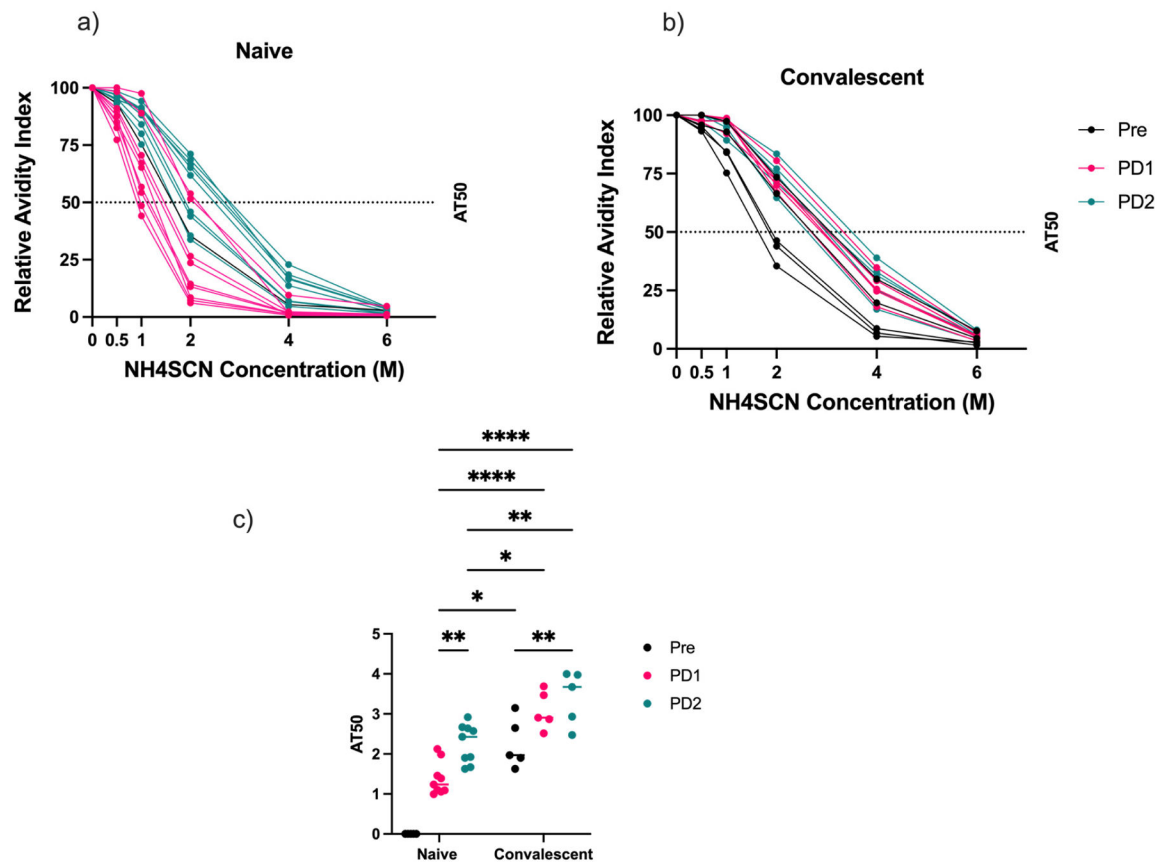 a)
Naive
Relative Avidity Index
100
75
50
25
0
0 0.5 1 2 4 6
NH4SCN Concentration (M)
AT50
b)
Convalescent
Relative Avidity Index
100
75
50
25
0
0 0.5 1 2 4 6
NH4SCN Concentration (M)
AT50
Pre
PD1
PD2
c)
****
****
**
*
*
** **
AT50
5
4
3
2
1
0
Naive Convalescent
Pre
PD1
PD2